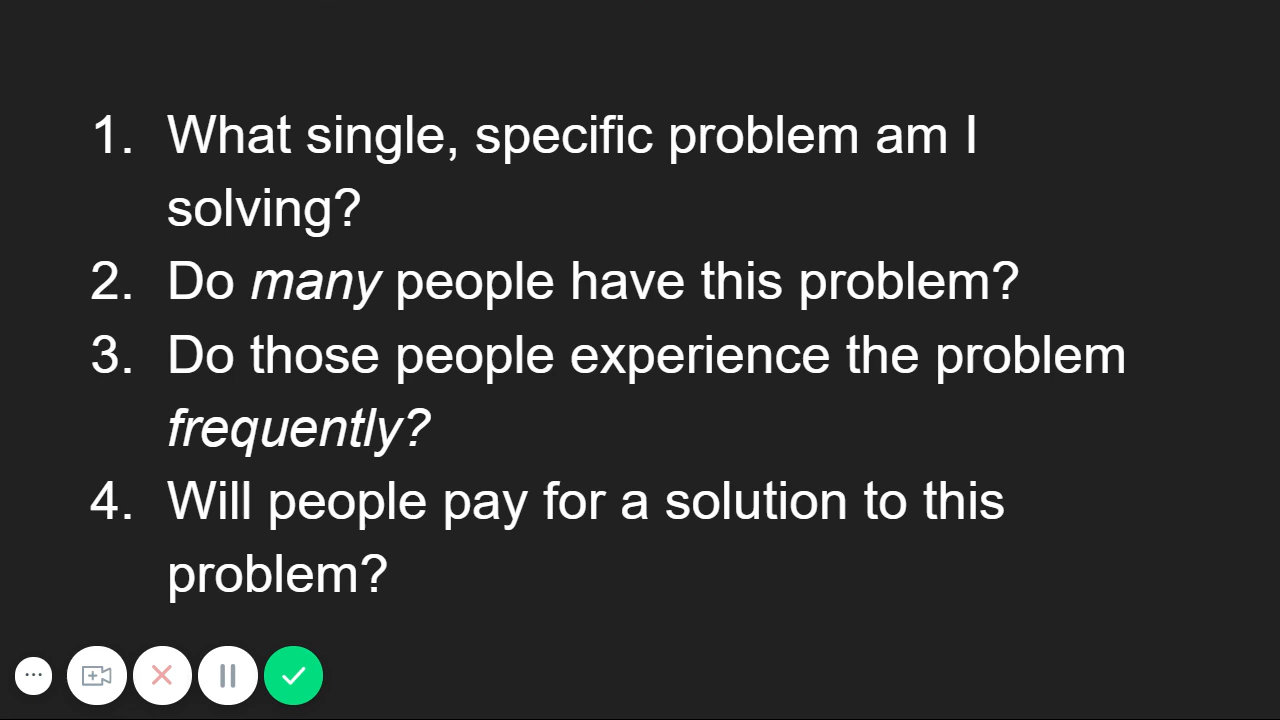 1. What single, specific problem am I
solving?
2. Do many people have this problem?
3. Do those people experience the problem
frequently?
4. Will people pay for a solution to this
problem?